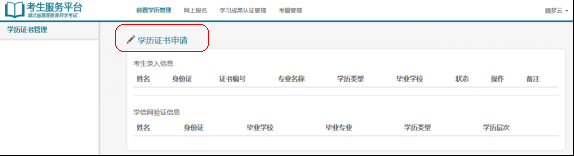 考生服务平台
湖北省高等教育自学考试
前置学历管理 网上报名 学习成果认证管理 考籍管理
魏梦云
学历证书管理
学历证书申请
考生录入信息
姓名 身份证 证书编号 专业名称 学历类型 毕业学校 状态 操作 备注
学信网验证信息
姓名 身份证 毕业学校 毕业专业 学历类型 学历层次